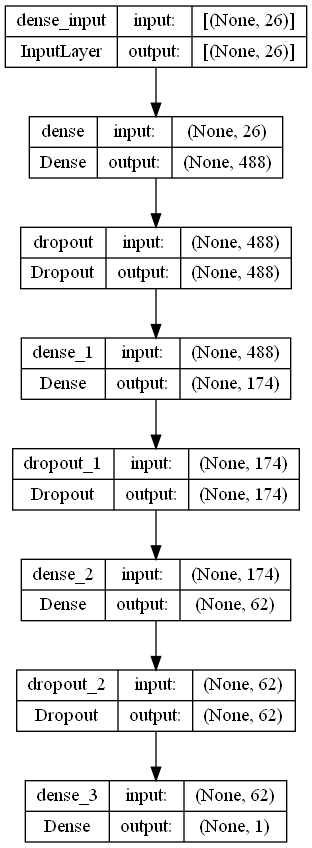 dense_input input: [(None, 26)]
InputLayer output: [(None, 26)]
dense input: (None, 26)
Dense output: (None, 488)
dropout input: (None, 488)
Dropout output: (None, 488)
dense_1 input: (None, 488)
Dense output: (None, 174)
dropout_1 input: (None, 174)
Dropout output: (None, 174)
dense_2 input: (None, 174)
Dense output: (None, 62)
dropout_2 input: (None, 62)
Dropout output: (None, 62)
dense_3 input: (None, 62)
Dense output: (None, 1)